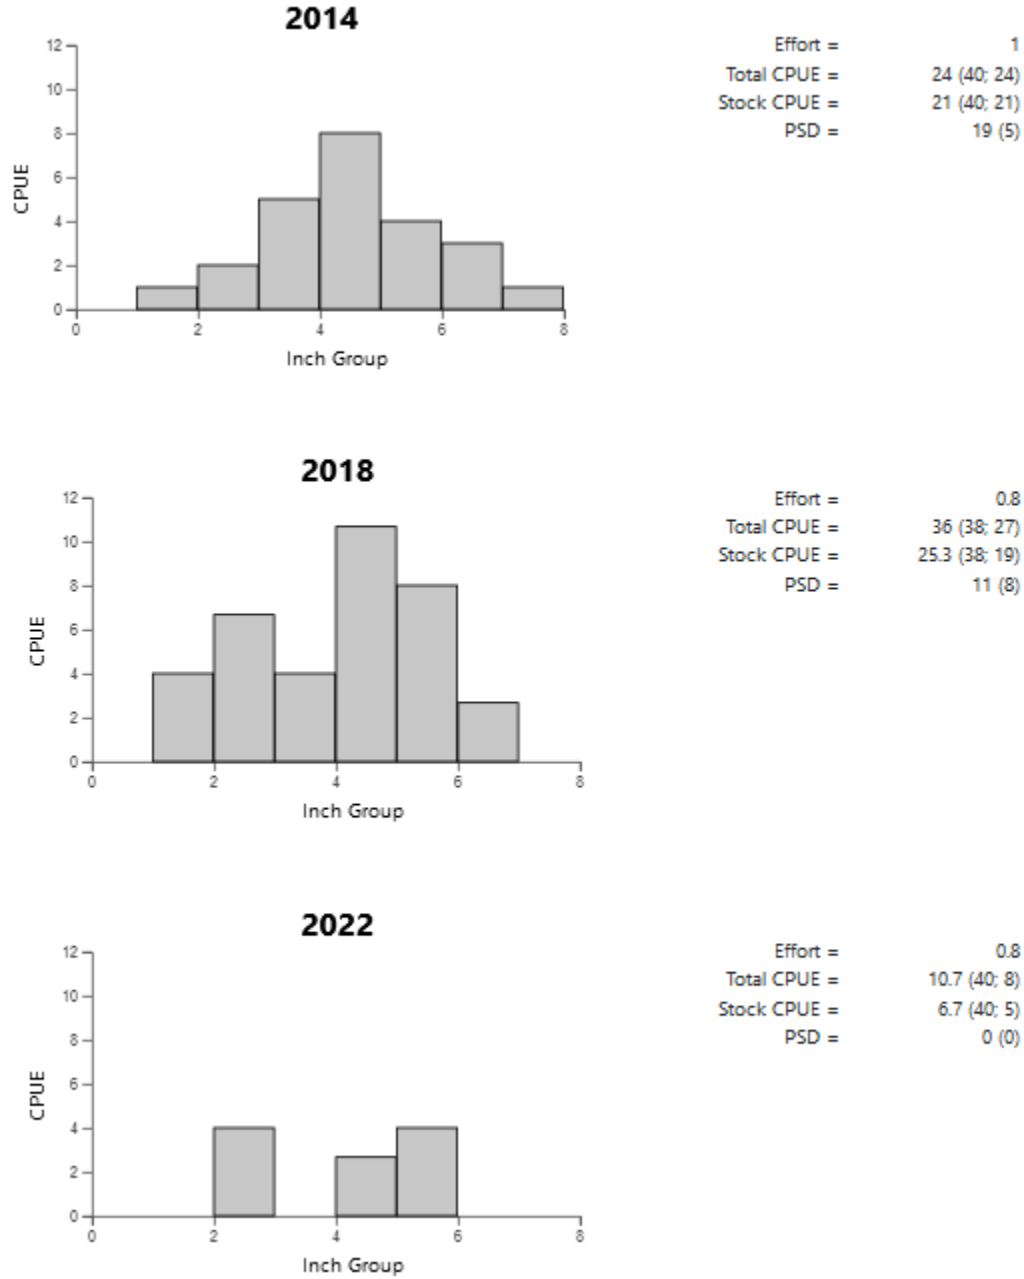 2014
Effort = 1
Total CPUE = 24 (40; 24)
Stock CPUE = 21 (40; 21)
PSD = 19 (5)
12
10
8
6
4
2
0
CPUE
0 2 4 6 8
Inch Group
2018
Effort = 0.8
Total CPUE = 36 (38; 27)
Stock CPUE = 25.3 (38; 19)
PSD = 11 (8)
12
10
8
6
4
2
0
CPUE
0 2 4 6 8
Inch Group
2022
Effort = 0.8
Total CPUE = 10.7 (40; 8)
Stock CPUE = 6.7 (40; 5)
PSD = 0 (0)
12
10
8
6
4
2
0
CPUE
0 2 4 6 8
Inch Group